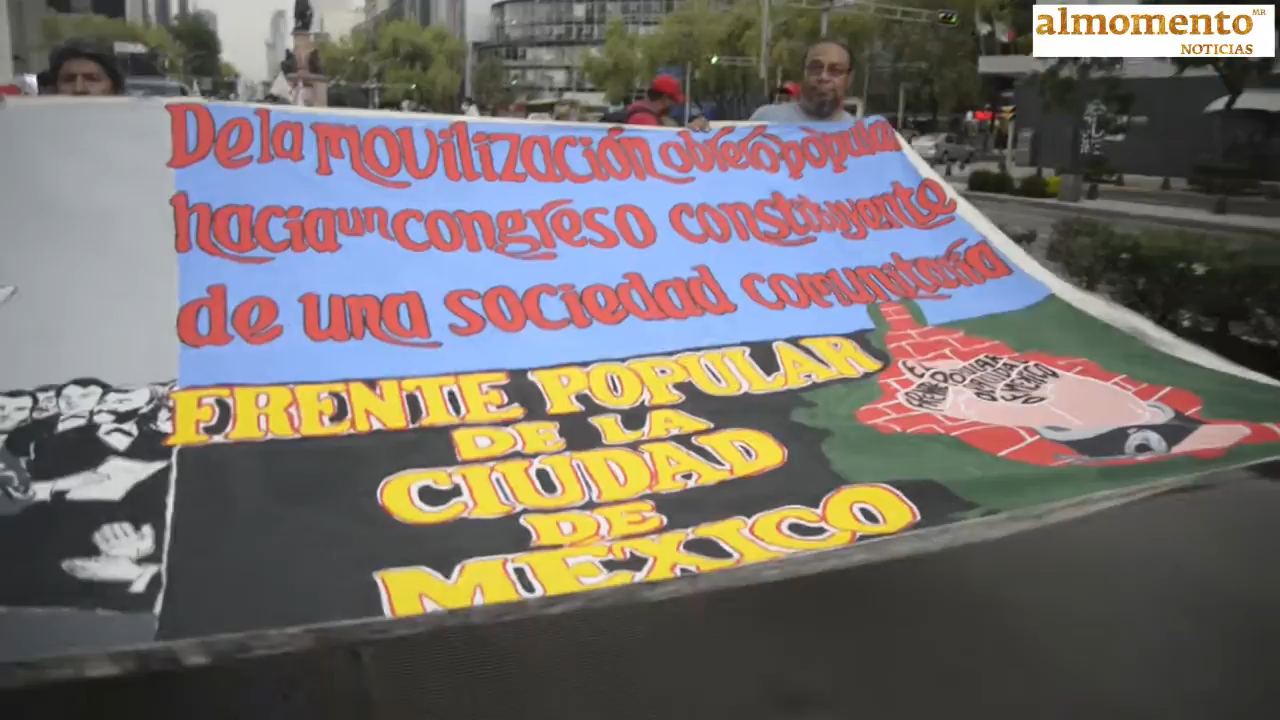 almomento MR
NOTICIAS
De la movilización obrero popular
hacia un congreso constituyente
de una sociedad comunitaria
FRENTE POPULAR
DE LA
CIUDAD
DE
MEXICO
EL